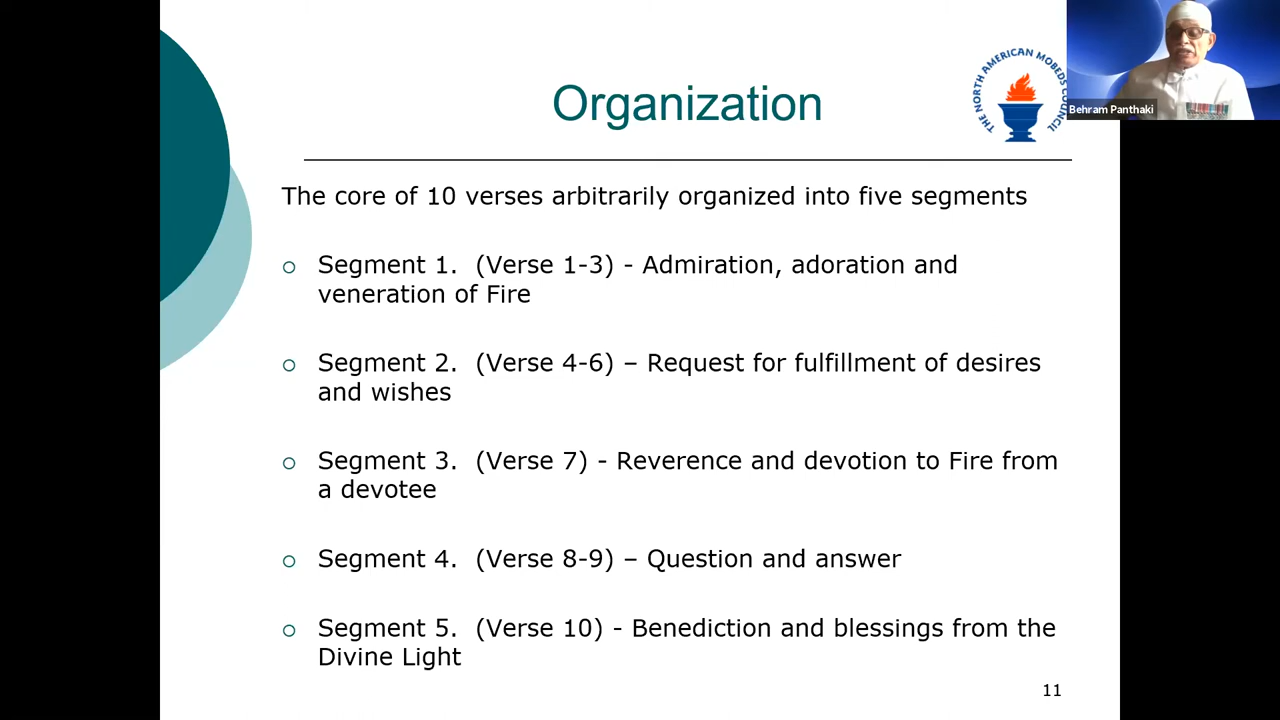 Organization
THE NORTH AMERICAN MOBEDS COUNCIL
Behram Panthaki
The core of 10 verses arbitrarily organized into five segments
Segment 1.  (Verse 1-3) - Admiration, adoration and
veneration of Fire
Segment 2.  (Verse 4-6) – Request for fulfillment of desires
and wishes
Segment 3.  (Verse 7) - Reverence and devotion to Fire from
a devotee
Segment 4.  (Verse 8-9) – Question and answer
Segment 5.  (Verse 10) - Benediction and blessings from the
Divine Light
11